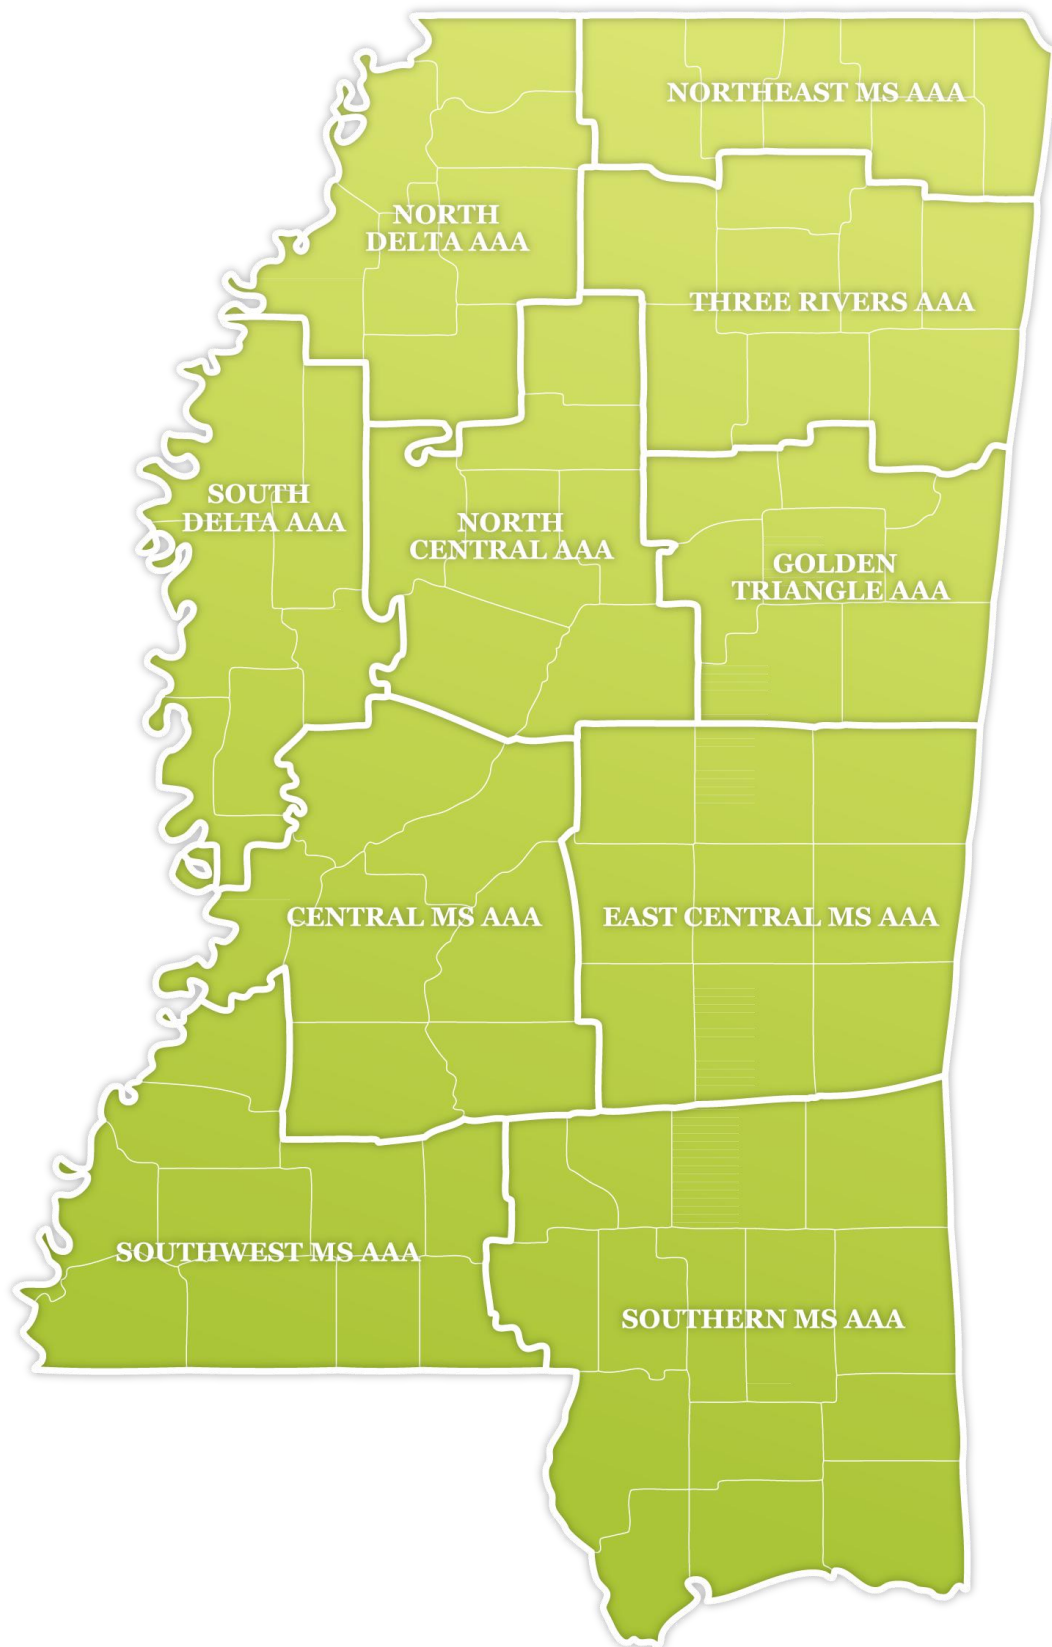 NORTHEAST MS AAA
NORTH
DELTA AAA
THREE RIVERS AAA
SOUTH
DELTA AAA
NORTH
CENTRAL AAA
GOLDEN
TRIANGLE AAA
CENTRAL MS AAA
EAST CENTRAL MS AAA
SOUTHWEST MS AAA
SOUTHERN MS AAA